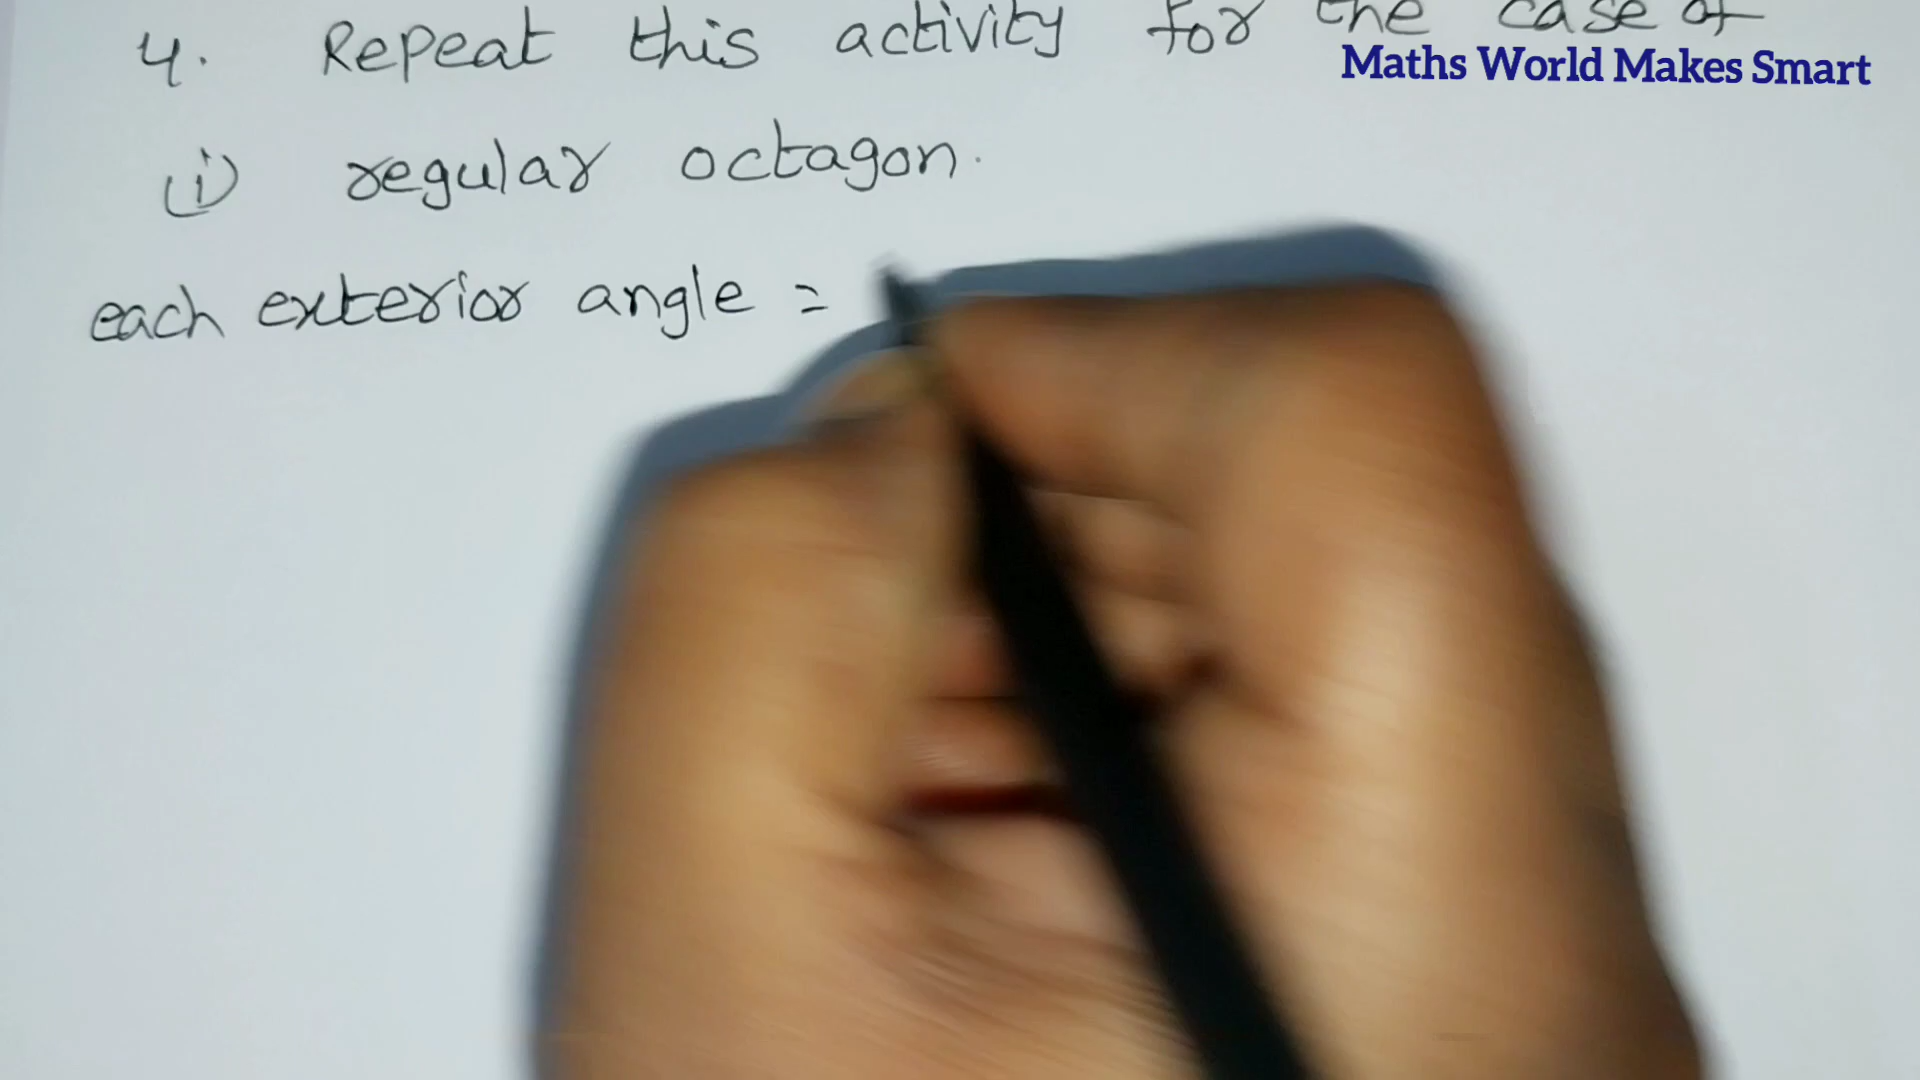 4. Repeat this activity for the case of
Maths World Makes Smart
(i) regular octagon.
each exterior angle =